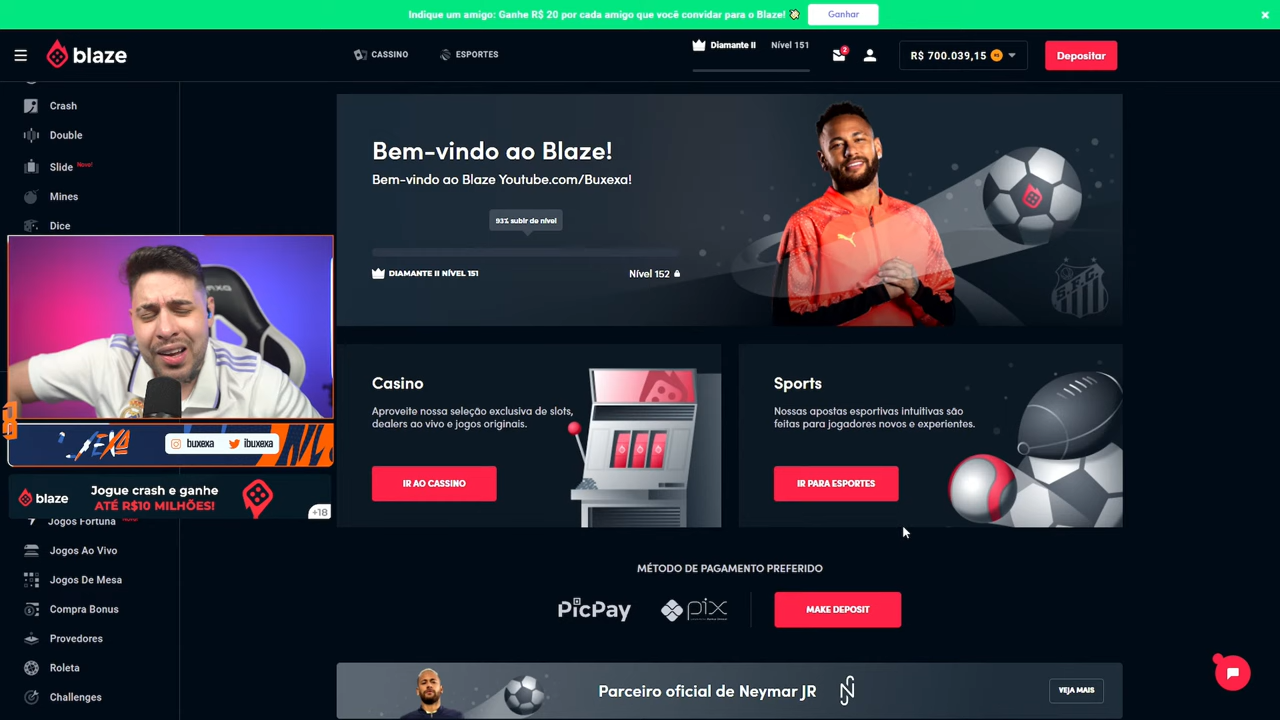 Indique um amigo: Ganhe R$ 20 por cada amigo que você convidar para o Blaze!
Ganhar
blaze
CASSINO
ESPORTES
Diamante II
Nível 151
2
R$ 700.039,15
R$
Depositar
Crash
Double
Slide Novo!
Mines
Dice
Bem-vindo ao Blaze!
Bem-vindo ao Blaze Youtube.com/Buxexa!
93% subir de nível
DIAMANTE II NÍVEL 151
Nível 152
buxexa
ibuxexa
blaze
Jogue crash e ganhe
ATÉ R$10 MILHÕES!
+18
Casino
Aproveite nossa seleção exclusiva de slots,
dealers ao vivo e jogos originais.
IR AO CASSINO
Sports
Nossas apostas esportivas intuitivas são
feitas para jogadores novos e experientes.
IR PARA ESPORTES
Jogos Fortuna
Jogos Ao Vivo
Jogos De Mesa
Compra Bonus
Provedores
Roleta
Challenges
MÉTODO DE PAGAMENTO PREFERIDO
PicPay
pix
MAKE DEPOSIT
Parceiro oficial de Neymar JR
VEJA MAIS